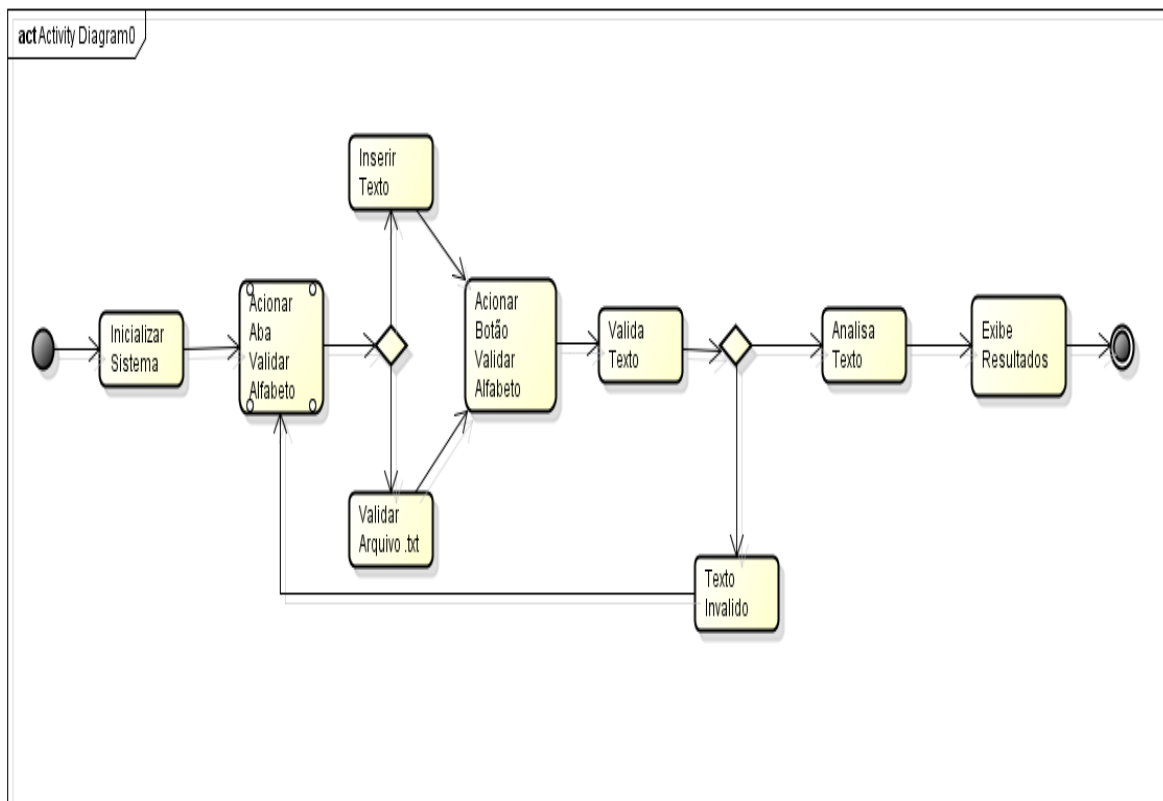 act Activity Diagram0
Inserir
Texto
Inicializar
Sistema
Acionar
Aba
Validar
Alfabeto
Acionar
Botão
Validar
Alfabeto
Valida
Texto
Analisa
Texto
Exibe
Resultados
Validar
Arquivo .txt
Texto
Invalido